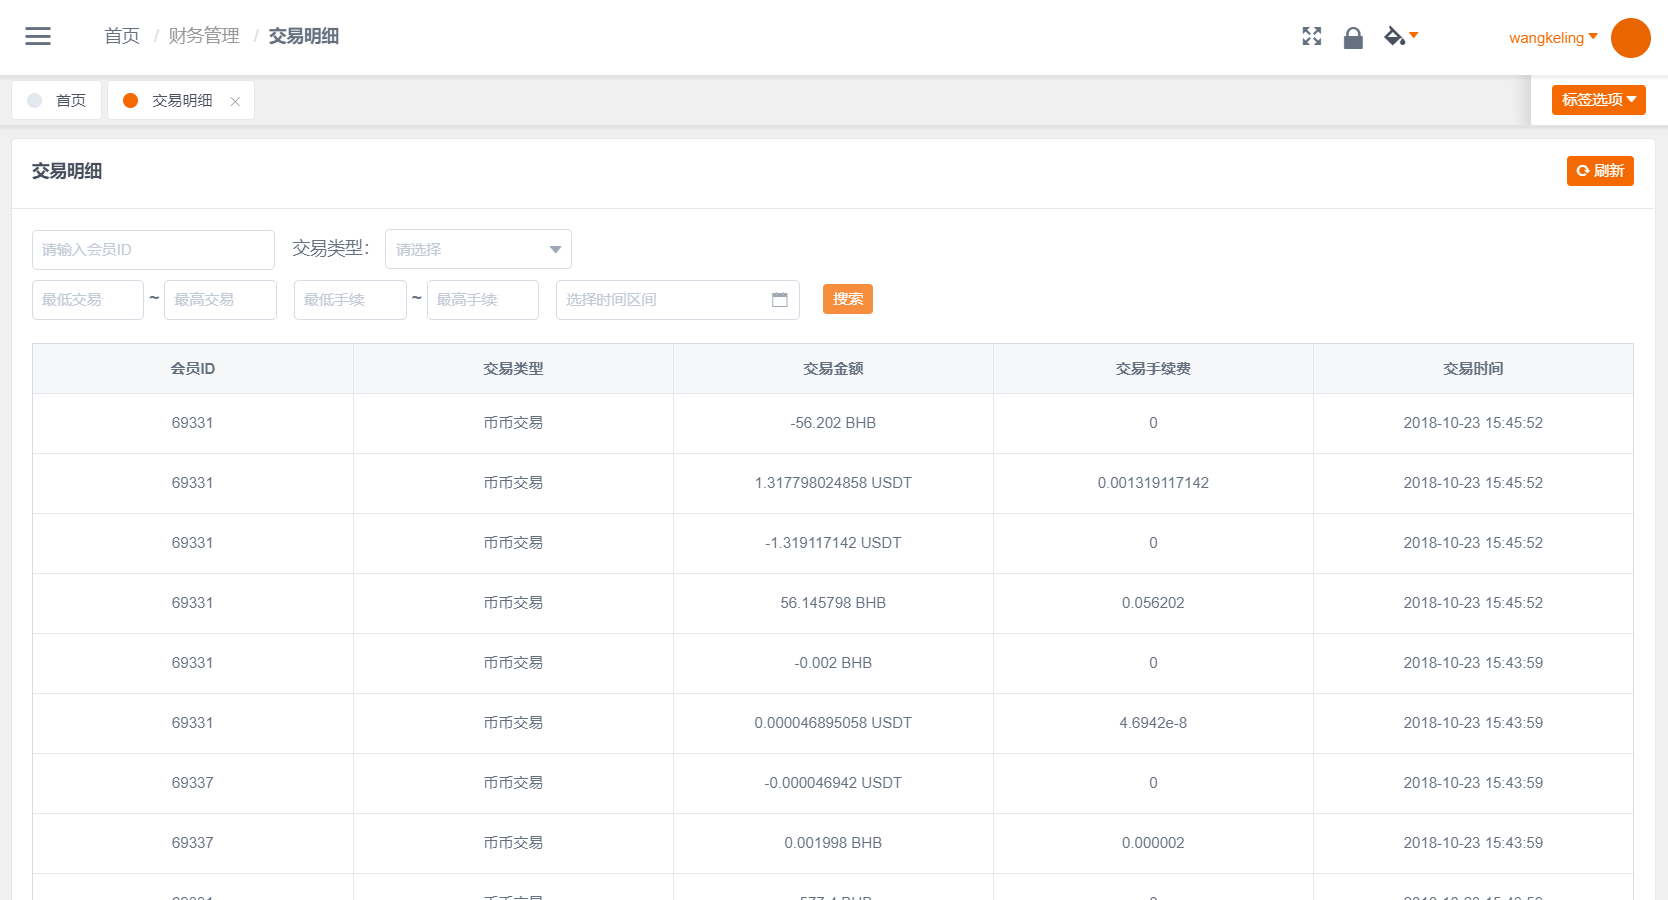 首页 / 财务管理 / 交易明细
wangkeling
首页
交易明细
标签选项
交易明细
刷新
请输入会员ID
交易类型:
请选择
最低交易 ~ 最高交易
最低手续 ~ 最高手续
选择时间区间
搜索
会员ID 交易类型 交易金额 交易手续费 交易时间
69331 币币交易 -56.202 BHB 0 2018-10-23 15:45:52
69331 币币交易 1.317798024858 USDT 0.001319117142 2018-10-23 15:45:52
69331 币币交易 -1.319117142 USDT 0 2018-10-23 15:45:52
69331 币币交易 56.145798 BHB 0.056202 2018-10-23 15:45:52
69331 币币交易 -0.002 BHB 0 2018-10-23 15:43:59
69331 币币交易 0.000046895058 USDT 4.6942e-8 2018-10-23 15:43:59
69337 币币交易 -0.000046942 USDT 0 2018-10-23 15:43:59
69337 币币交易 0.001998 BHB 0.000002 2018-10-23 15:43:59